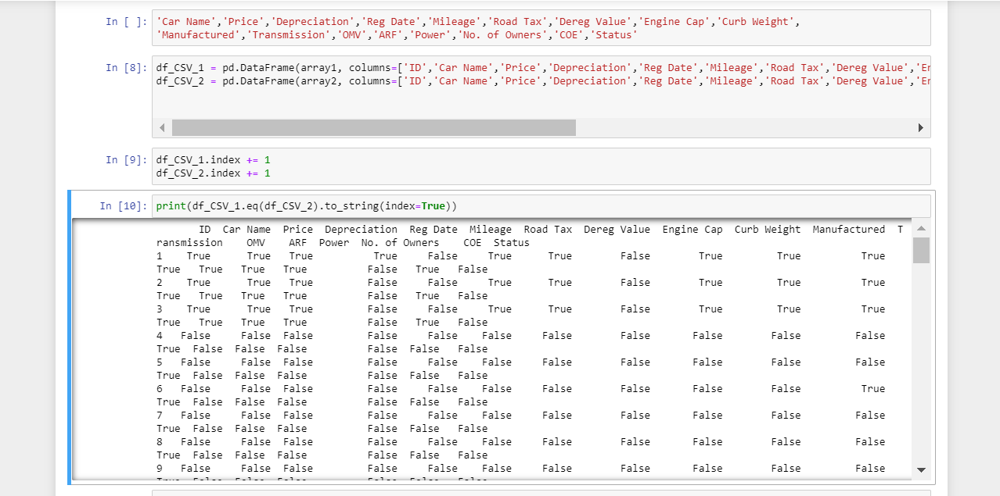 In [ ]: 'Car Name','Price','Depreciation','Reg Date','Mileage','Road Tax','Dereg Value','Engine Cap','Curb Weight',
'Manufactured','Transmission','OMV','ARF','Power','No. of Owners','COE','Status'
In [8]: df_CSV_1 = pd.DataFrame(array1, columns=['ID','Car Name','Price','Depreciation','Reg Date','Mileage','Road Tax','Dereg Value','Er
df_CSV_2 = pd.DataFrame(array2, columns=['ID','Car Name','Price','Depreciation','Reg Date','Mileage','Road Tax','Dereg Value','Er
In [9]: df_CSV_1.index += 1
df_CSV_2.index += 1
In [10]: print(df_CSV_1.eq(df_CSV_2).to_string(index=True))
ID Car Name Price Depreciation Reg Date Mileage Road Tax Dereg Value Engine Cap Curb Weight Manufactured T
ransmission OMV ARF Power No. of Owners COE Status
1 True True True True False True True False True True True
True True True True False True False
2 True True True False False True True False True True True
True True True True False True False
3 True True True False False True True False True True True
True True True True False True False
4 False False False False False False False False False False False
True False False False False False False
5 False False False False False False False False False False False
True False False False False False False
6 False False False False False False False False False False True
True False False False False False False
7 False False False False False False False False False False False
True False False False False False False
8 False False False False False False False False False False False
True False False False False False False
9 False False False False False False False False False False False
True False False False False False False